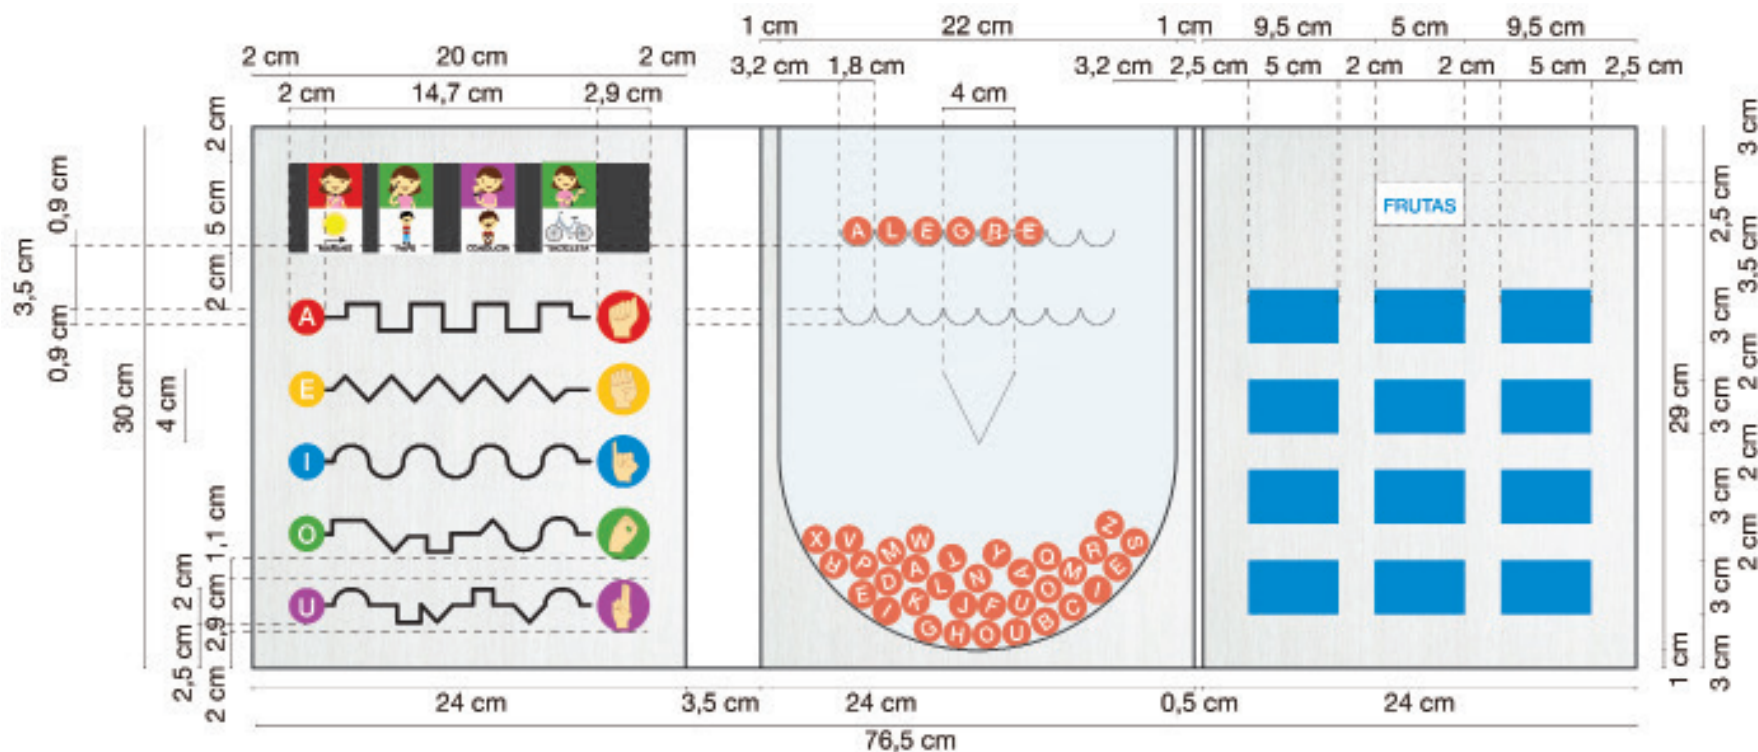 1 cm 22 cm 1 cm 9,5 cm 5 cm 9,5 cm
2 cm 20 cm 2 cm 3,2 cm 1,8 cm 3,2 cm 2,5 cm 5 cm 2 cm 2 cm 5 cm 2,5 cm
2 cm 14,7 cm 2,9 cm 4 cm
2 cm
5 cm
2 cm
0,9 cm
3,5 cm
0,9 cm
30 cm
4 cm
1,1 cm
2 cm
2,9 cm
2,5 cm
2 cm
BICICLETA
A
E
I
O
U
A L E G R E
X V M W Z
R P D A T Y O R S
E I K L N V M E
J F U O C I
G H O U B
FRUTAS
3 cm
2,5 cm
3,5 cm
3 cm
2 cm
3 cm
2 cm
3 cm
2 cm
3 cm
3 cm
29 cm
1 cm
24 cm 3,5 cm 24 cm 0,5 cm 24 cm
76,5 cm